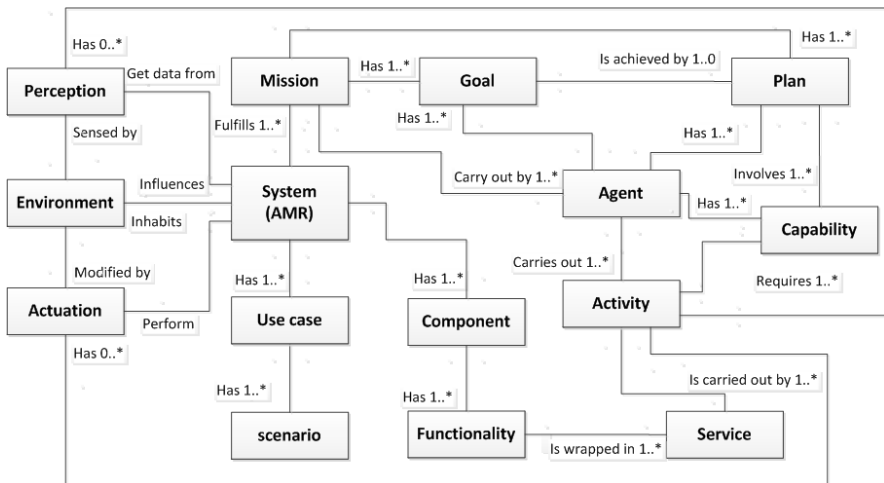 Has 0..*
Has 1..*
Has 1..*
Is achieved by 1..0
Get data from
Mission
Goal
Plan
Perception
Has 1..*
Sensed by
Fulfills 1..*
Has 1..*
Carry out by 1..*
Involves 1..*
Influences
System
(AMR)
Agent
Environment
Has 1..*
Inhabits
Capability
Carries out 1..*
Modified by
Has 1..*
Has 1..*
Requires 1..*
Actuation
Use case
Component
Activity
Perform
Has 0..*
Is carried out by 1..*
Has 1..*
Has 1..*
scenario
Functionality
Service
Is wrapped in 1..*